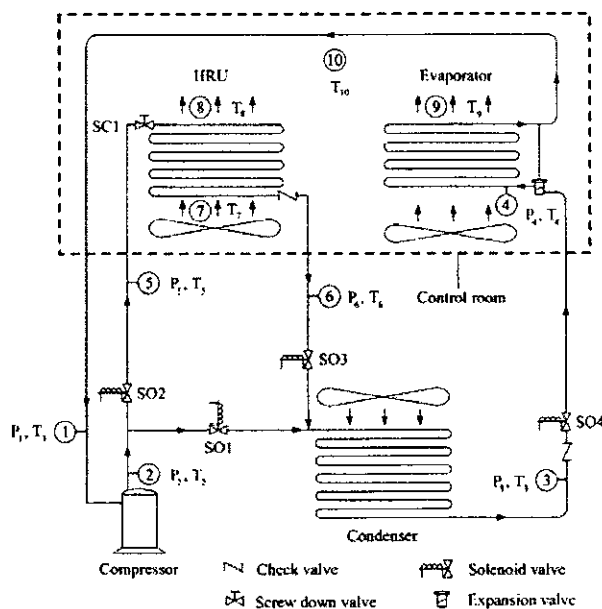 10
T10
HRU
Evaporator
8 T8
9 T9
SC1
7 T7
4
P4, T4
Control room
5 P5, T5
6 P6, T6
SO3
SO2
SO4
SO1
P1, T1 1
2 P2, T2
P3, T3 3
Condenser
Compressor
Check valve
Solenoid valve
Screw down valve
Expansion valve